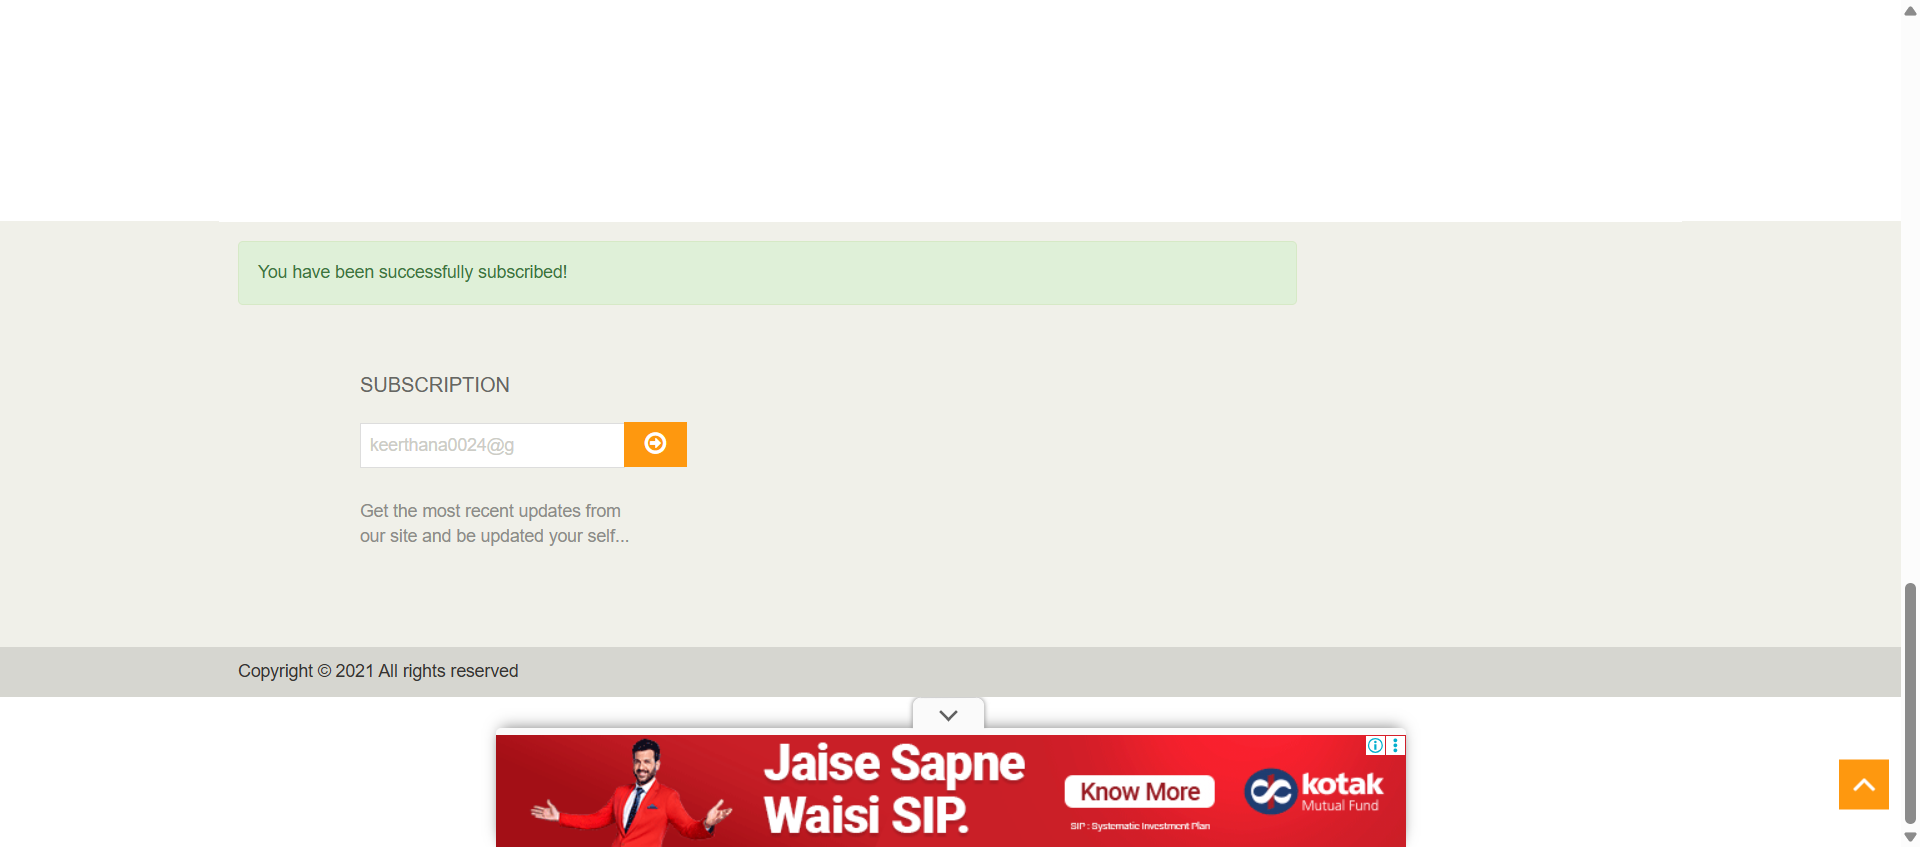 You have been successfully subscribed!
SUBSCRIPTION
keerthana0024@g
Get the most recent updates from
our site and be updated your self...
Copyright © 2021 All rights reserved
Jaise Sapne
Waisi SIP.
Know More
SIP : Systematic Investment Plan
kotak
Mutual Fund